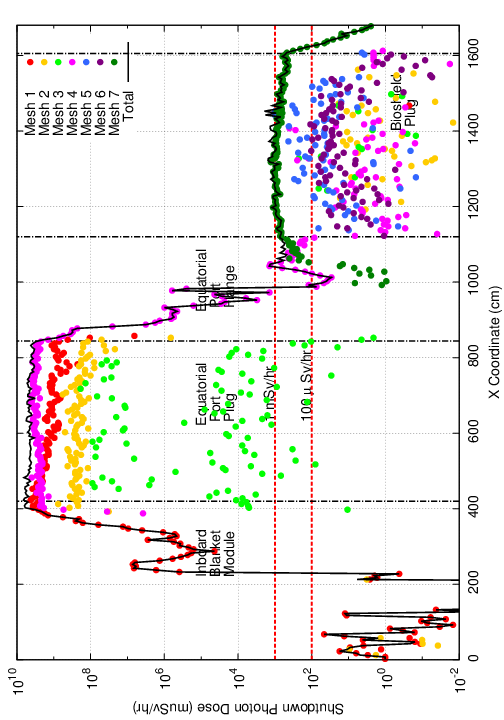 Mesh 1
Mesh 2
Mesh 3
Mesh 4
Mesh 5
Mesh 6
Mesh 7
Total
Inboard
Blanket
Module
Equatorial
Port
Plug
Equatorial
Port
Flange
Bioshield
Plug
1 mSv/hr
100 μ Sv/hr
Shutdown Photon Dose (muSv/hr)
10^10
10^8
10^6
10^4
10^2
10^0
10^-2
0
200
400
600
800
1000
1200
1400
1600
X Coordinate (cm)